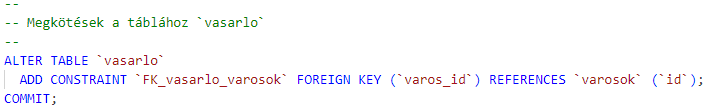 --
-- Megkötések a táblához `vasarlo`
--
ALTER TABLE `vasarlo`
  ADD CONSTRAINT `FK_vasarlo_varosok` FOREIGN KEY (`varos_id`) REFERENCES `varosok` (`id`);
COMMIT;